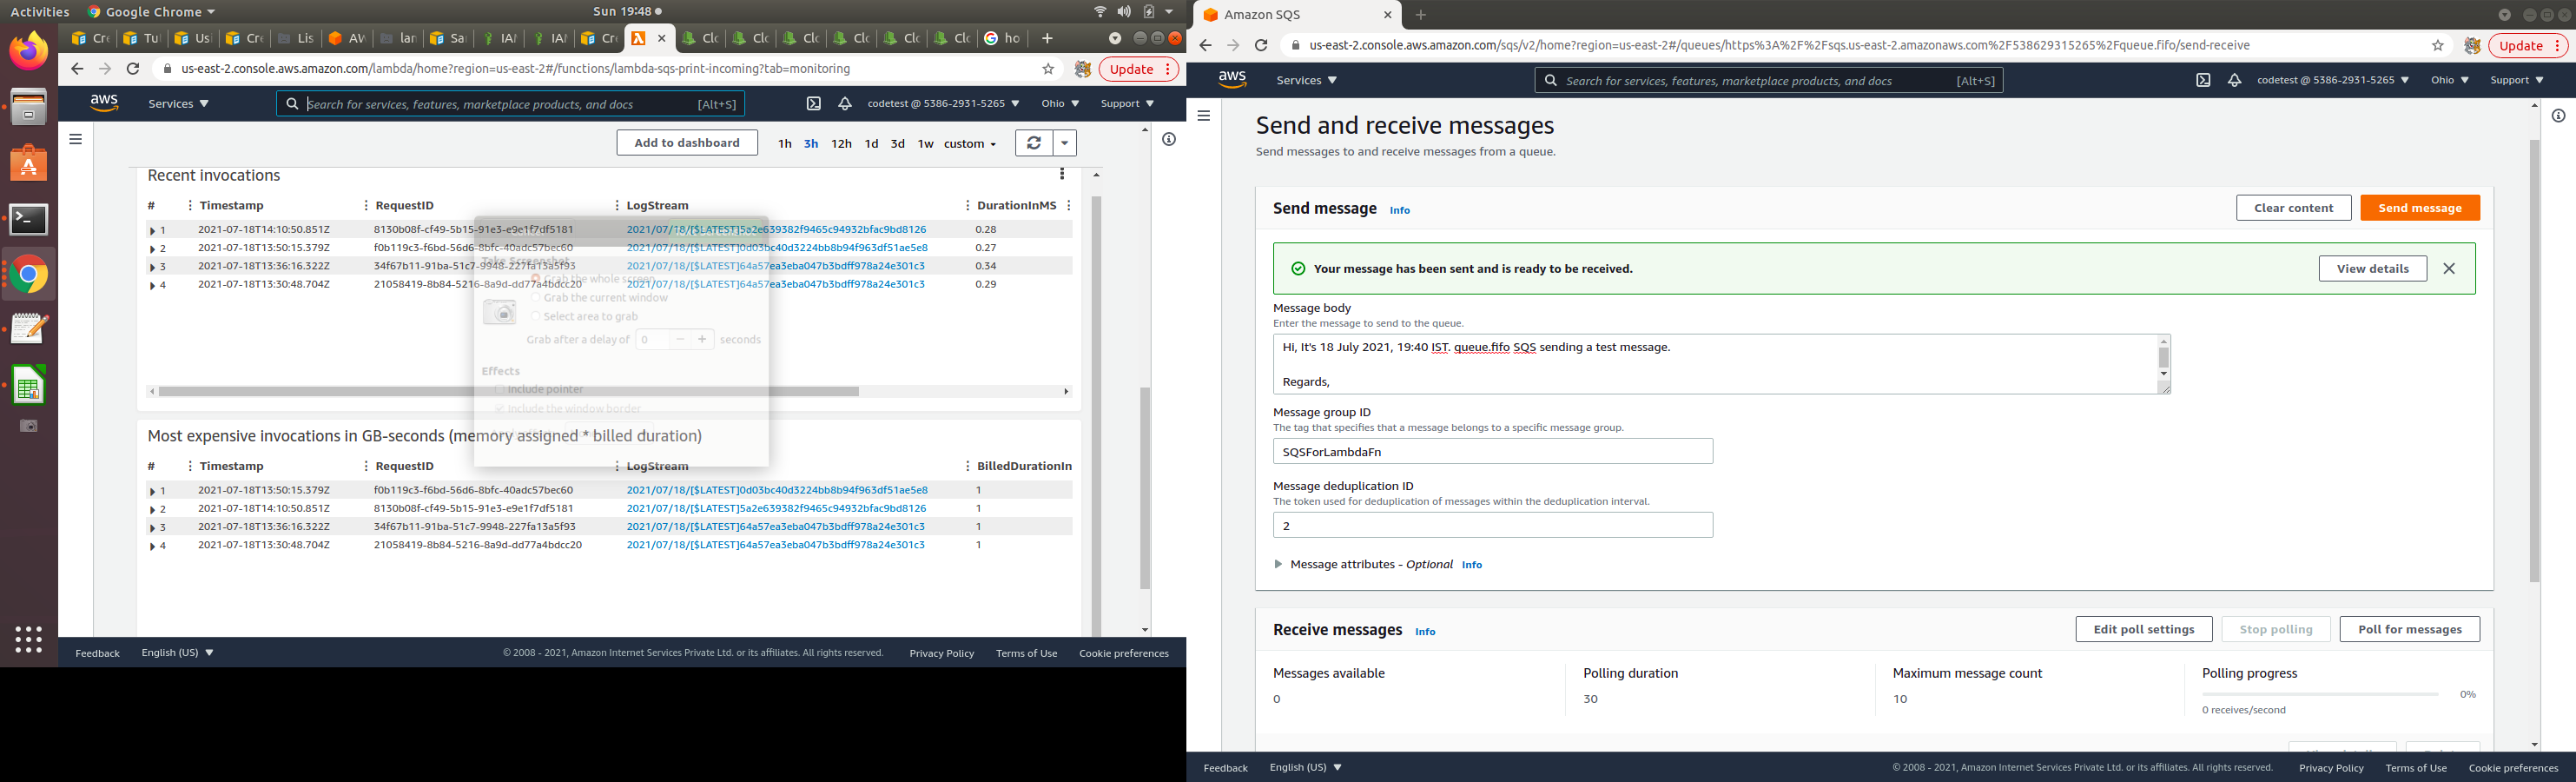 Activities
Google Chrome
Sun 19:48
Cre
Tu
Us
Cre
Lis
AV
lan
Sa
IAI
IAI
Cr
Clo
Clo
Clo
Clo
Clo
Clo
ho
us-east-2.console.aws.amazon.com/lambda/home?region=us-east-2#/functions/lambda-sqs-print-incoming?tab=monitoring
Update
aws
Services
Search for services, features, marketplace products, and docs
[Alt+S]
codetest @ 5386-2931-5265
Ohio
Support
Add to dashboard
1h 3h 12h 1d 3d 1w custom
Recent invocations
# Timestamp RequestID LogStream DurationInMS
1 2021-07-18T14:10:50.851Z 8130b08f-cf49-5b15-91e3-e9e1f7df5181 2021/07/18/[$LATEST]5a2e639382f9465c94932bfac9bd8126 0.28
2 2021-07-18T13:50:15.379Z f0b119c3-f6bd-56d6-8bfc-40adc57bec60 2021/07/18/[$LATEST]0d03bc40d3224bb8b94f963df51ae5e8 0.27
3 2021-07-18T13:36:16.322Z 34f67b11-91ba-51c7-9948-227fa13a5f93 2021/07/18/[$LATEST]64a57ea3eba047b3bdff978a24e301c3 0.34
4 2021-07-18T13:30:48.704Z 21058419-8b84-5216-8a9d-dd77a4bdcc20 2021/07/18/[$LATEST]64a57ea3eba047b3bdff978a24e301c3 0.29
Take Screenshot
Grab the whole screen
Grab the current window
Select area to grab
Grab after a delay of 0 − + seconds
Effects
Include pointer
Include the window border
Most expensive invocations in GB-seconds (memory assigned * billed duration)
# Timestamp RequestID LogStream BilledDurationIn
1 2021-07-18T13:50:15.379Z f0b119c3-f6bd-56d6-8bfc-40adc57bec60 2021/07/18/[$LATEST]0d03bc40d3224bb8b94f963df51ae5e8 1
2 2021-07-18T14:10:50.851Z 8130b08f-cf49-5b15-91e3-e9e1f7df5181 2021/07/18/[$LATEST]5a2e639382f9465c94932bfac9bd8126 1
3 2021-07-18T13:36:16.322Z 34f67b11-91ba-51c7-9948-227fa13a5f93 2021/07/18/[$LATEST]64a57ea3eba047b3bdff978a24e301c3 1
4 2021-07-18T13:30:48.704Z 21058419-8b84-5216-8a9d-dd77a4bdcc20 2021/07/18/[$LATEST]64a57ea3eba047b3bdff978a24e301c3 1
Feedback
English (US)
© 2008 - 2021, Amazon Internet Services Private Ltd. or its affiliates. All rights reserved.
Privacy Policy
Terms of Use
Cookie preferences
Amazon SQS
us-east-2.console.aws.amazon.com/sqs/v2/home?region=us-east-2#/queues/https%3A%2F%2Fsqs.us-east-2.amazonaws.com%2F538629315265%2Fqueue.fifo/send-receive
Update
aws
Services
Search for services, features, marketplace products, and docs
[Alt+S]
codetest @ 5386-2931-5265
Ohio
Support
Send and receive messages
Send messages to and receive messages from a queue.
Send message Info
Clear content
Send message
Your message has been sent and is ready to be received.
View details
Message body
Enter the message to send to the queue.
Hi, It's 18 July 2021, 19:40 IST. queue.fifo SQS sending a test message.
Regards,
Message group ID
The tag that specifies that a message belongs to a specific message group.
SQSForLambdaFn
Message deduplication ID
The token used for deduplication of messages within the deduplication interval.
2
Message attributes - Optional Info
Receive messages Info
Edit poll settings
Stop polling
Poll for messages
Messages available
0
Polling duration
30
Maximum message count
10
Polling progress
0%
0 receives/second
Feedback
English (US)
© 2008 - 2021, Amazon Internet Services Private Ltd. or its affiliates. All rights reserved.
Privacy Policy
Terms of Use
Cookie preferences